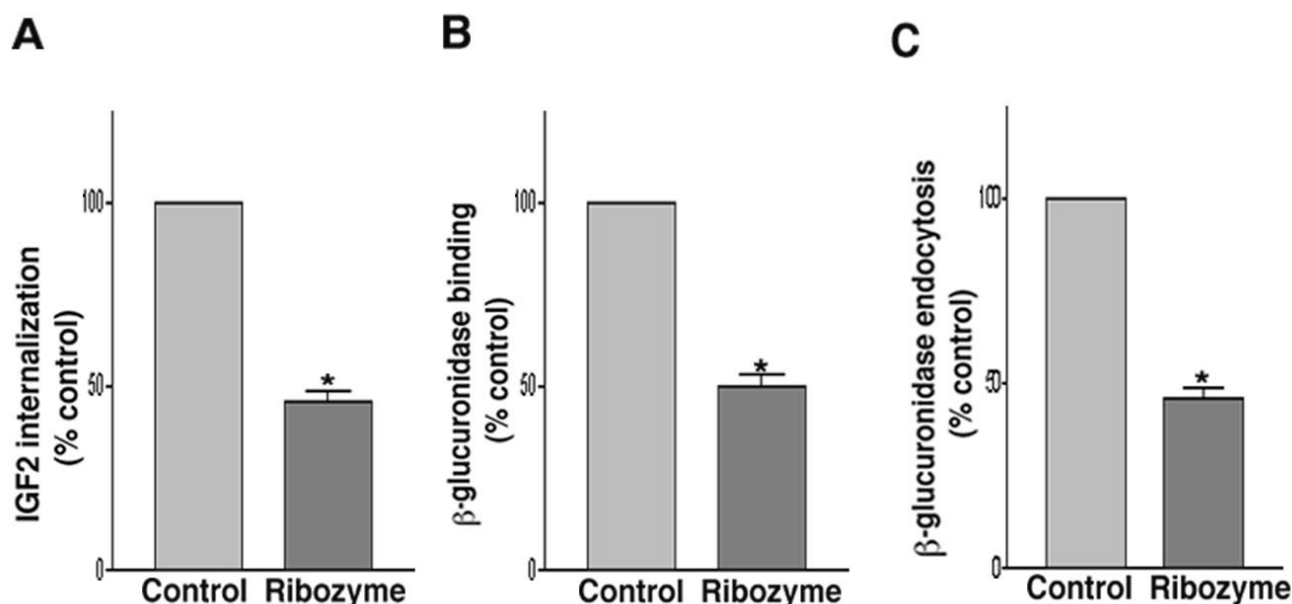 A
IGF2 internalization
(% control)
100
50
0
*
Control Ribozyme
B
β-glucuronidase binding
(% control)
100
50
0
*
Control Ribozyme
C
β-glucuronidase endocytosis
(% control)
100
50
0
*
Control Ribozyme